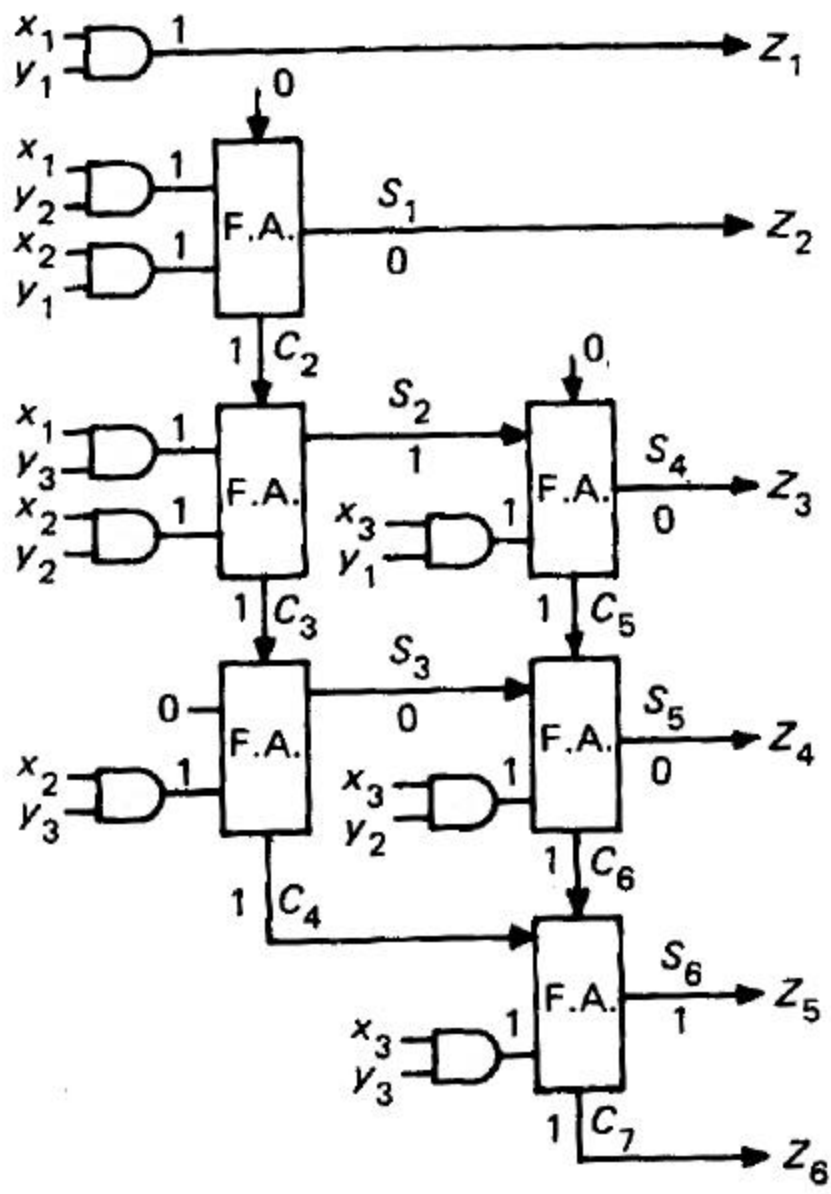 x1 1 Z1
y1
0
x1 1
y2 F.A. S1 Z2
x2 1 0
y1
1 C2 0
x1 1 S2
y3 F.A. 1 F.A. S4 Z3
x2 1 x3 1 0
y2 y1
1 C3 1 C5
S3
0 F.A. 0 F.A. S5 Z4
x2 1 x3 1 0
y3 y2
1 C4 1 C6
F.A. S6 Z5
x3 1 1
y3
1 C7 Z6